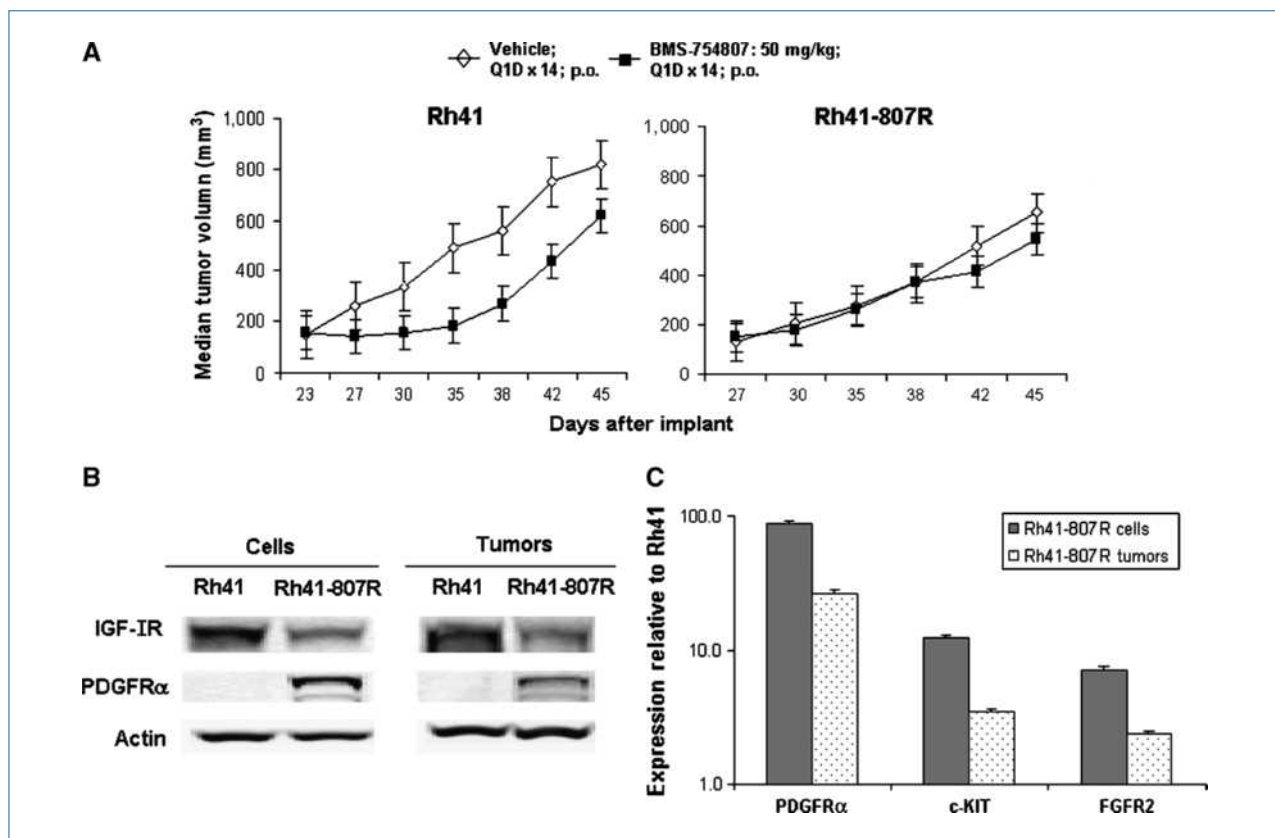 A
Vehicle;
Q1D x 14; p.o.
BMS-754807: 50 mg/kg;
Q1D x 14; p.o.
Rh41
Median tumor volumn (mm3)
1,000
800
600
400
200
0
23 27 30 35 38 42 45
Rh41-807R
1,000
800
600
400
200
0
27 30 35 38 42 45
Days after implant
B
Cells Tumors
Rh41 Rh41-807R Rh41 Rh41-807R
IGF-IR
PDGFRα
Actin
C
Expression relative to Rh41
100.0
10.0
1.0
Rh41-807R cells
Rh41-807R tumors
PDGFRα c-KIT FGFR2